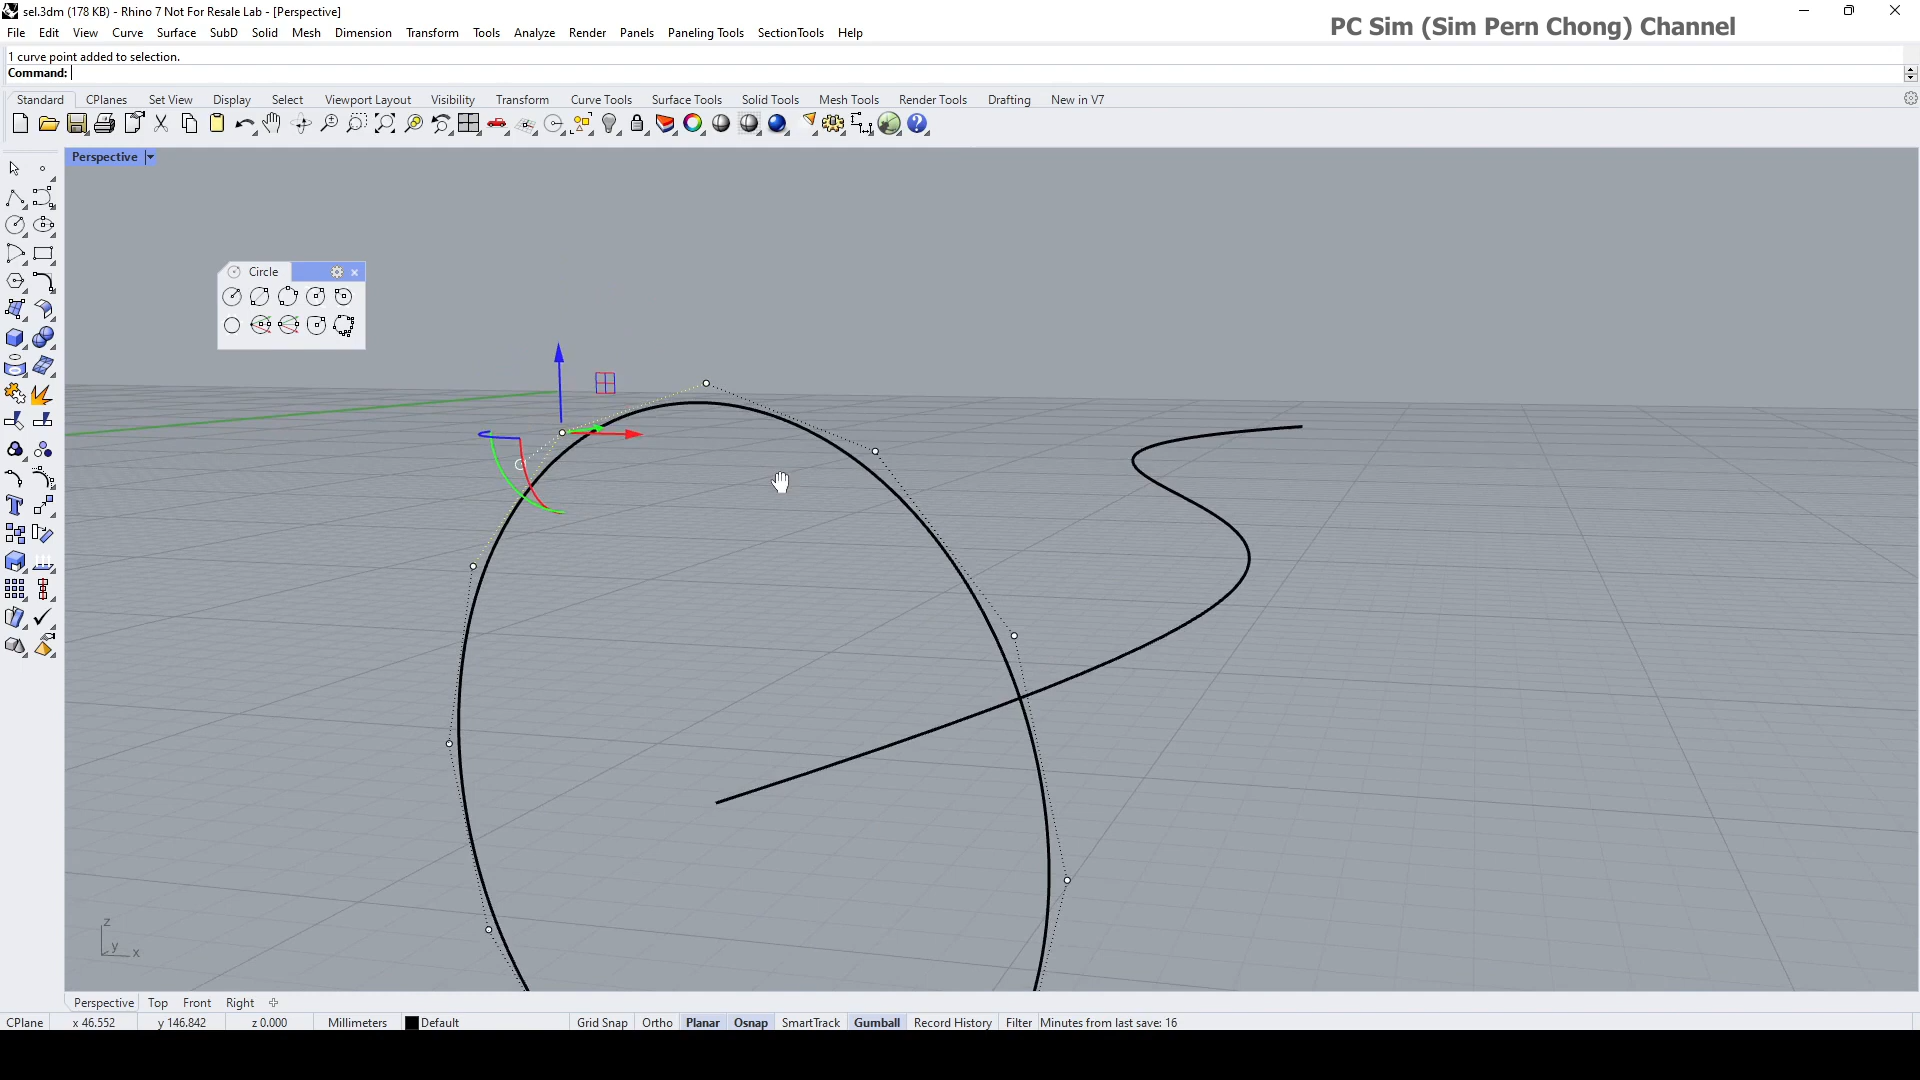 sel.3dm (178 KB) - Rhino 7 Not For Resale Lab - [Perspective]
PC Sim (Sim Pern Chong) Channel
File Edit View Curve Surface SubD Solid Mesh Dimension Transform Tools Analyze Render Panels Paneling Tools SectionTools Help
1 curve point added to selection.
Command:
Standard CPlanes Set View Display Select Viewport Layout Visibility Transform Curve Tools Surface Tools Solid Tools Mesh Tools Render Tools Drafting New in V7
Perspective
Circle
z
y x
Perspective Top Front Right
CPlane x 46.552 y 146.842 z 0.000 Millimeters Default Grid Snap Ortho Planar Osnap SmartTrack Gumball Record History Filter Minutes from last save: 16